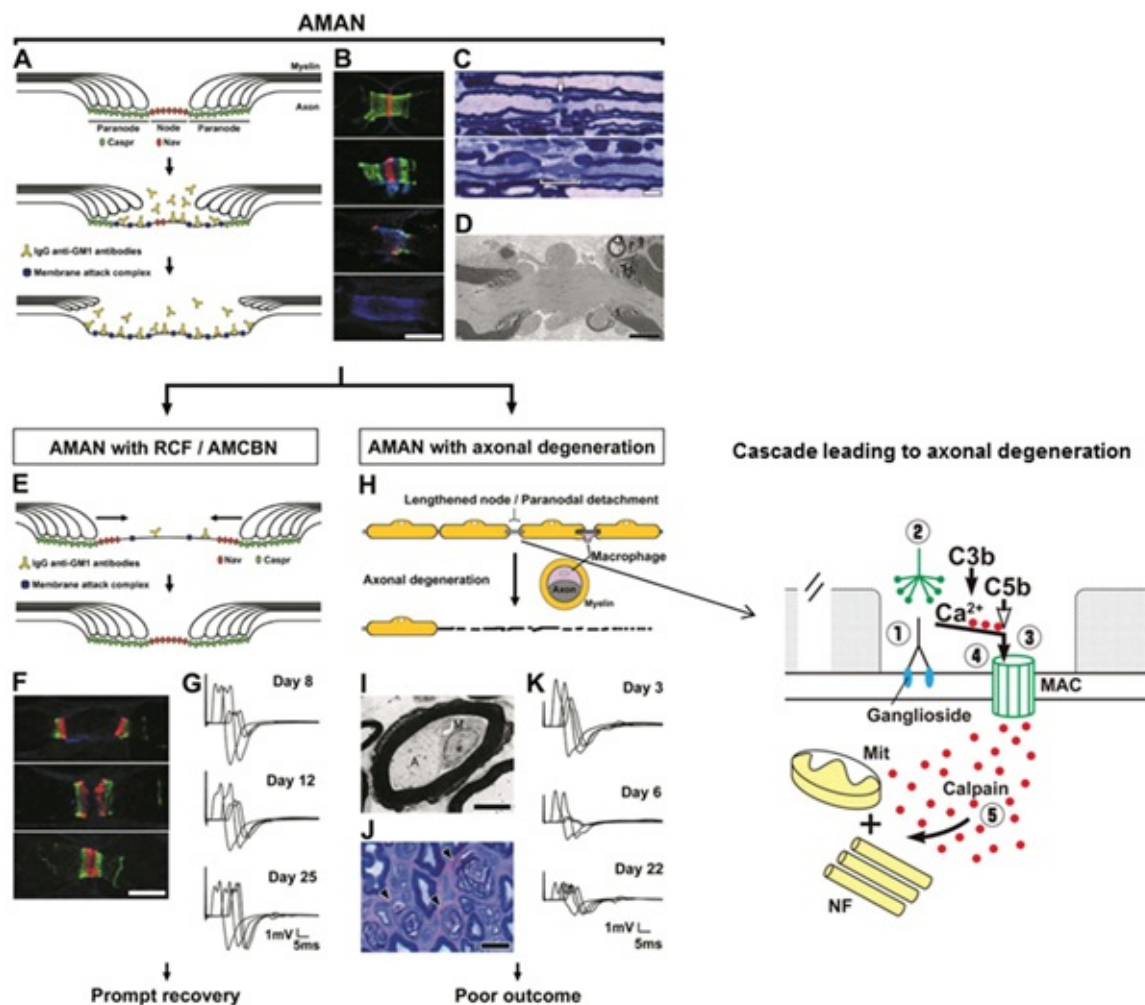 AMAN
A
Myelin
Axon
Paranode Node Paranode
Caspr Nav
IgG anti-GM1 antibodies
Membrane attack complex
B
C
D
AMAN with RCF / AMCBN
E
IgG anti-GM1 antibodies Nav Caspr
Membrane attack complex
F
G
Day 8
Day 12
Day 25
1mV
5ms
Prompt recovery
AMAN with axonal degeneration
H
Lengthened node / Paranodal detachment
Macrophage
Axonal degeneration
Axon
Myelin
I
M
A
J
K
Day 3
Day 6
Day 22
1mV
5ms
Poor outcome
Cascade leading to axonal degeneration
②
C3b
C5b
Ca²⁺
①
③
④
MAC
Ganglioside
Mit
Calpain
⑤
+
NF